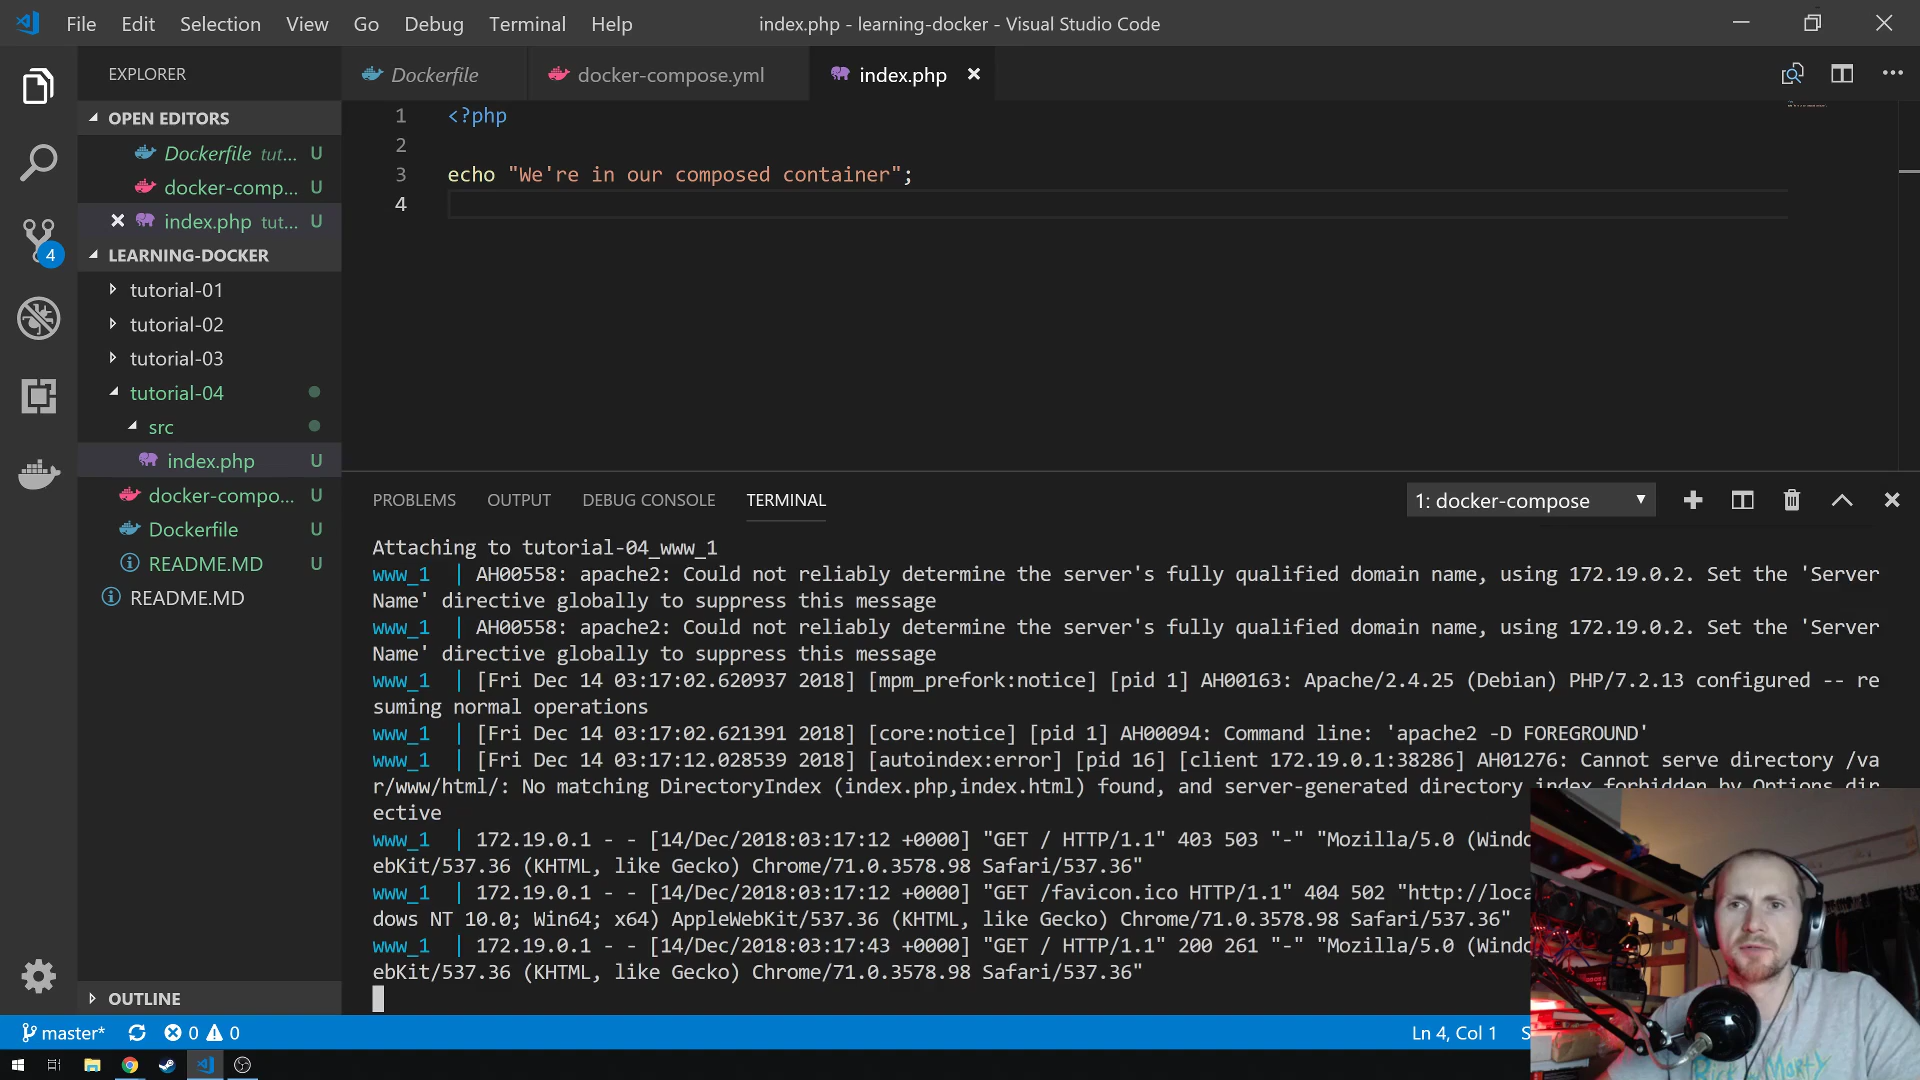 File Edit Selection View Go Debug Terminal Help index.php - learning-docker - Visual Studio Code
EXPLORER
Dockerfile docker-compose.yml index.php
OPEN EDITORS
Dockerfile tut... U
docker-comp... U
index.php tut... U
LEARNING-DOCKER
tutorial-01
tutorial-02
tutorial-03
tutorial-04
src
index.php U
docker-compo... U
Dockerfile U
README.MD U
README.MD
OUTLINE
4
1 <?php
2
3 echo "We're in our composed container";
4
PROBLEMS OUTPUT DEBUG CONSOLE TERMINAL 1: docker-compose
Attaching to tutorial-04_www_1
www_1 | AH00558: apache2: Could not reliably determine the server's fully qualified domain name, using 172.19.0.2. Set the 'Server
Name' directive globally to suppress this message
www_1 | AH00558: apache2: Could not reliably determine the server's fully qualified domain name, using 172.19.0.2. Set the 'Server
Name' directive globally to suppress this message
www_1 | [Fri Dec 14 03:17:02.620937 2018] [mpm_prefork:notice] [pid 1] AH00163: Apache/2.4.25 (Debian) PHP/7.2.13 configured -- re
suming normal operations
www_1 | [Fri Dec 14 03:17:02.621391 2018] [core:notice] [pid 1] AH00094: Command line: 'apache2 -D FOREGROUND'
www_1 | [Fri Dec 14 03:17:12.028539 2018] [autoindex:error] [pid 16] [client 172.19.0.1:38286] AH01276: Cannot serve directory /va
r/www/html/: No matching DirectoryIndex (index.php,index.html) found, and server-generated directory index forbidden by Options dir
ective
www_1 | 172.19.0.1 - - [14/Dec/2018:03:17:12 +0000] "GET / HTTP/1.1" 403 503 "-" "Mozilla/5.0 (Windo
ebKit/537.36 (KHTML, like Gecko) Chrome/71.0.3578.98 Safari/537.36"
www_1 | 172.19.0.1 - - [14/Dec/2018:03:17:12 +0000] "GET /favicon.ico HTTP/1.1" 404 502 "http://loc
dows NT 10.0; Win64; x64) AppleWebKit/537.36 (KHTML, like Gecko) Chrome/71.0.3578.98 Safari/537.36"
www_1 | 172.19.0.1 - - [14/Dec/2018:03:17:43 +0000] "GET / HTTP/1.1" 200 261 "-" "Mozilla/5.0 (Windo
ebKit/537.36 (KHTML, like Gecko) Chrome/71.0.3578.98 Safari/537.36"
master* 0 0 Ln 4, Col 1